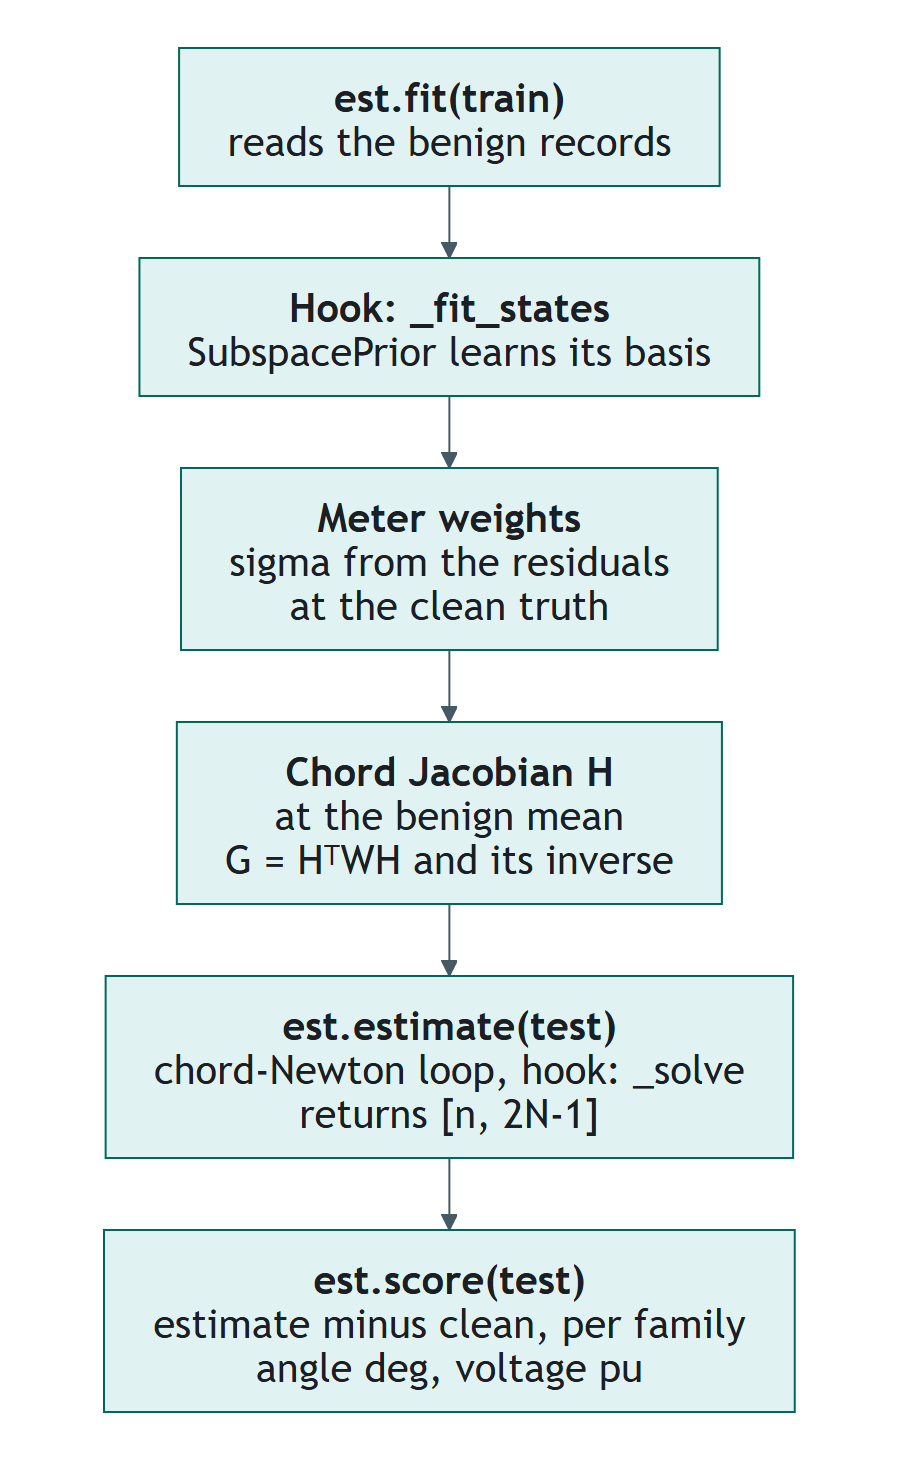 est.fit(train)
reads the benign records
Hook: _fit_states
SubspacePrior learns its basis
Meter weights
sigma from the residuals
at the clean truth
Chord Jacobian H
at the benign mean
G = HᵀWH and its inverse
est.estimate(test)
chord-Newton loop, hook: _solve
returns [n, 2N-1]
est.score(test)
estimate minus clean, per family
angle deg, voltage pu